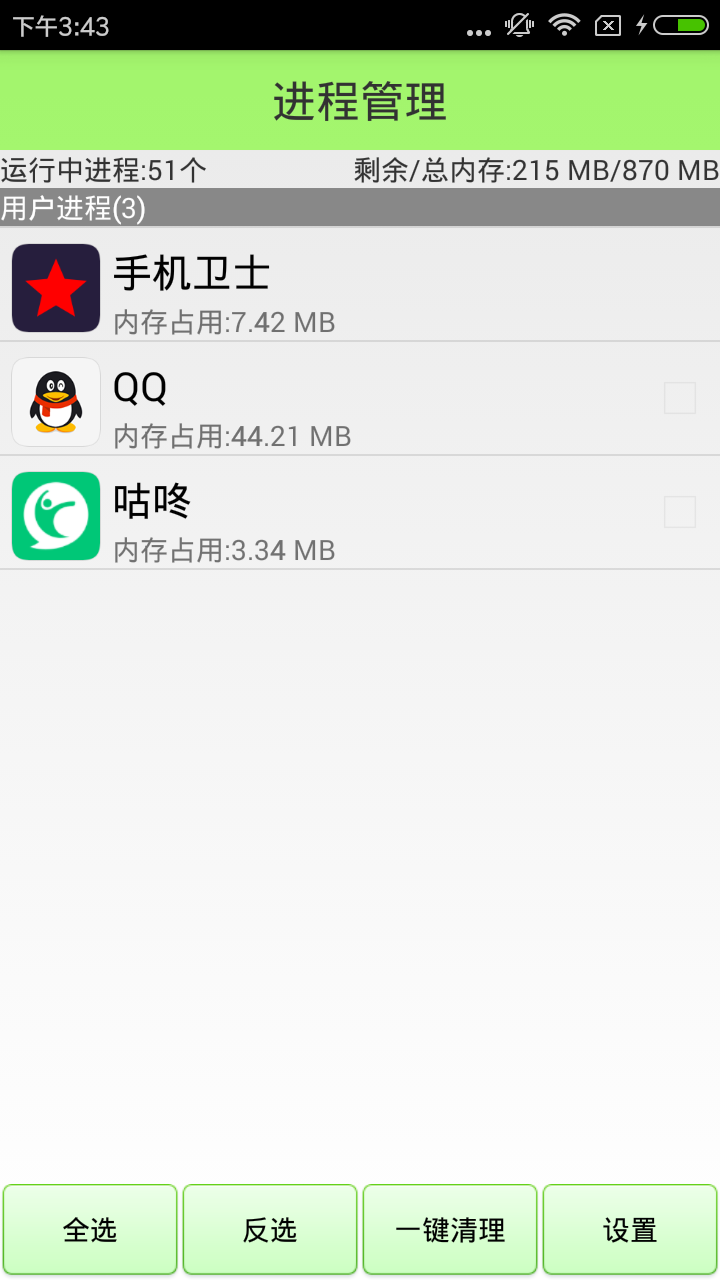 下午3:43
进程管理
运行中进程:51个 剩余/总内存:215 MB/870 MB
用户进程(3)
手机卫士
内存占用:7.42 MB
QQ
内存占用:44.21 MB
咕咚
内存占用:3.34 MB
全选 反选 一键清理 设置